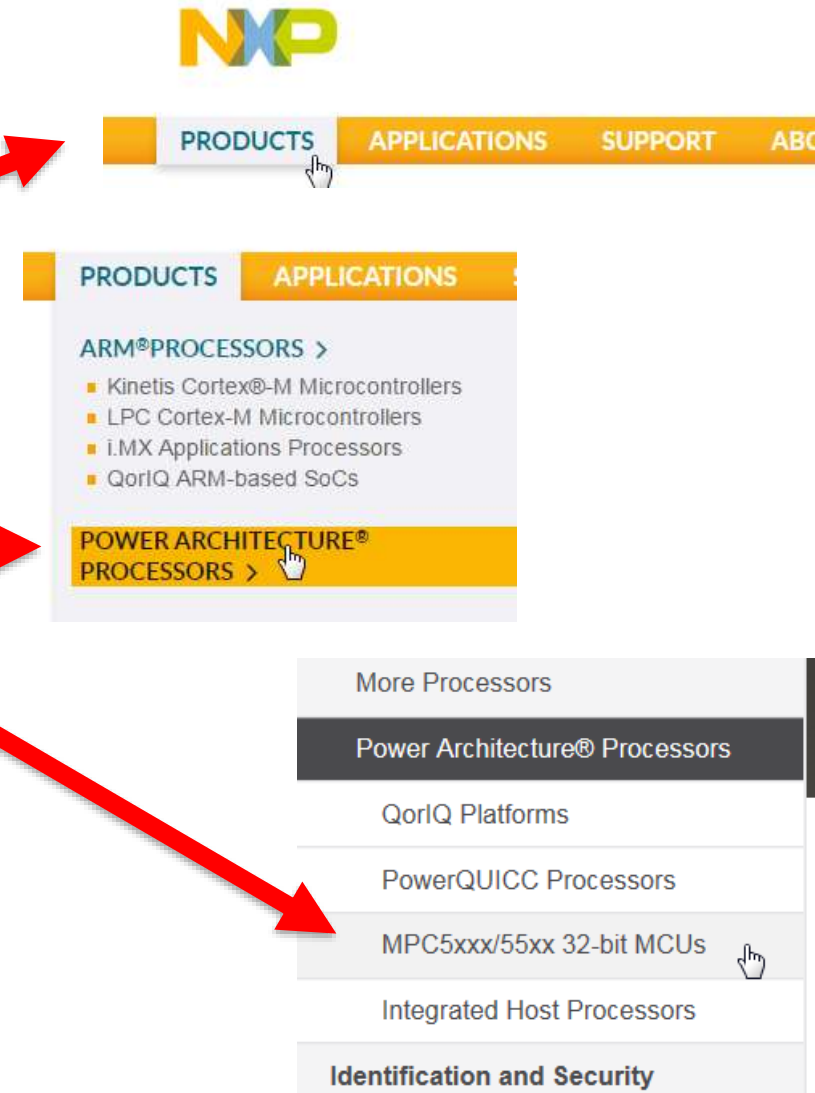 NXP
PRODUCTS APPLICATIONS SUPPORT
PRODUCTS APPLICATIONS
ARM®PROCESSORS >
Kinetis Cortex®-M Microcontrollers
LPC Cortex-M Microcontrollers
i.MX Applications Processors
QorIQ ARM-based SoCs
POWER ARCHITECTURE®
PROCESSORS >
More Processors
Power Architecture® Processors
QorIQ Platforms
PowerQUICC Processors
MPC5xxx/55xx 32-bit MCUs
Integrated Host Processors
Identification and Security